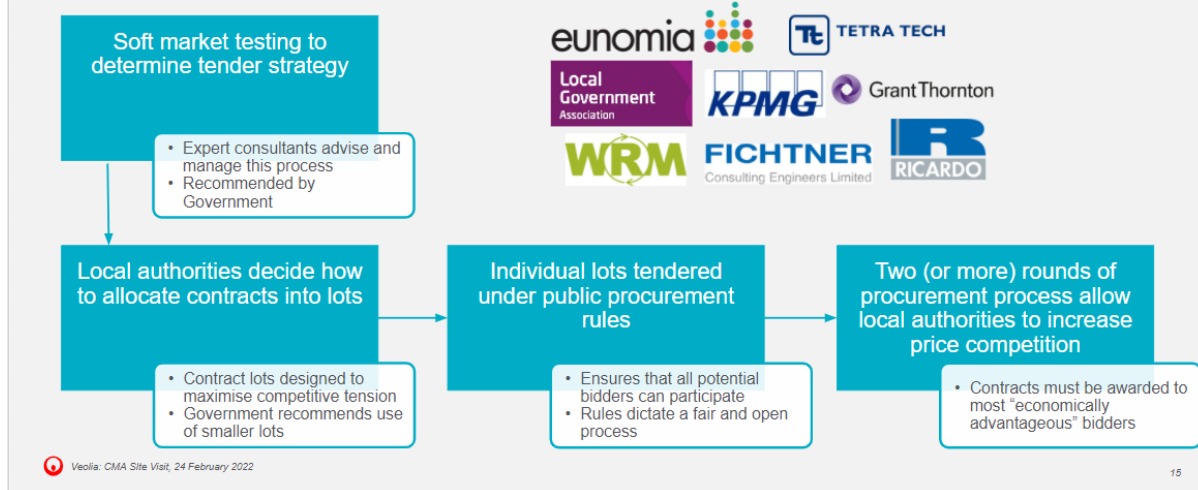 Soft market testing to
determine tender strategy
• Expert consultants advise and
manage this process
• Recommended by
Government
eunomia
Tt TETRA TECH
Local
Government
Association
KPMG
Grant Thornton
WRM
FICHTNER
Consulting Engineers Limited
R
RICARDO
Local authorities decide how
to allocate contracts into lots
• Contract lots designed to
maximise competitive tension
• Government recommends use
of smaller lots
Individual lots tendered
under public procurement
rules
• Ensures that all potential
bidders can participate
• Rules dictate a fair and open
process
Two (or more) rounds of
procurement process allow
local authorities to increase
price competition
• Contracts must be awarded to
most “economically
advantageous” bidders
Veolia: CMA Site Visit, 24 February 2022
15